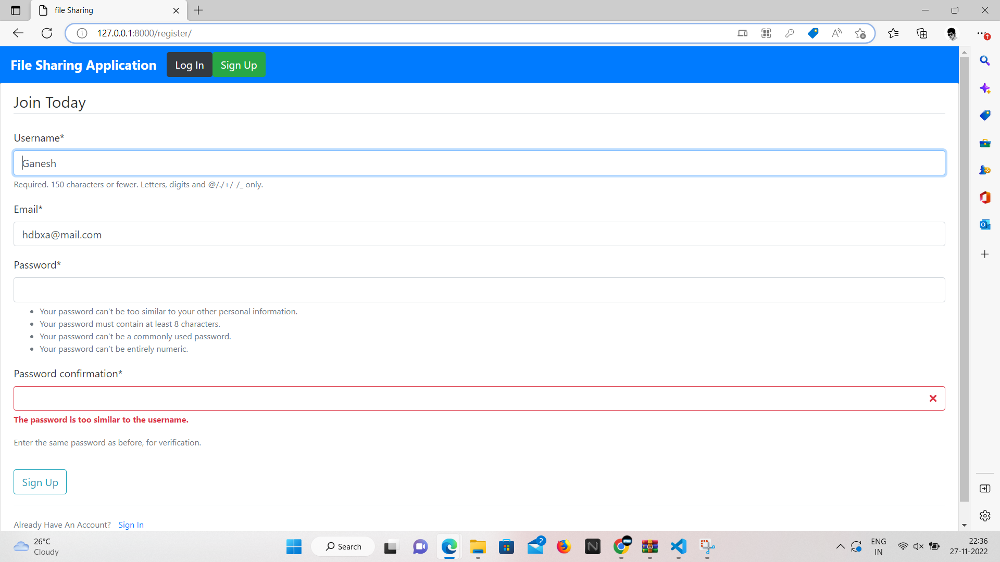 file Sharing
127.0.0.1:8000/register/
File Sharing Application
Log In
Sign Up
Join Today
Username*
Ganesh
Required. 150 characters or fewer. Letters, digits and @/./+/-/_ only.
Email*
hdbxa@mail.com
Password*
Your password can't be too similar to your other personal information.
Your password must contain at least 8 characters.
Your password can't be a commonly used password.
Your password can't be entirely numeric.
Password confirmation*
The password is too similar to the username.
Enter the same password as before, for verification.
Sign Up
Already Have An Account? Sign In
26°C
Cloudy
Search
2
ENG
IN
22:36
27-11-2022